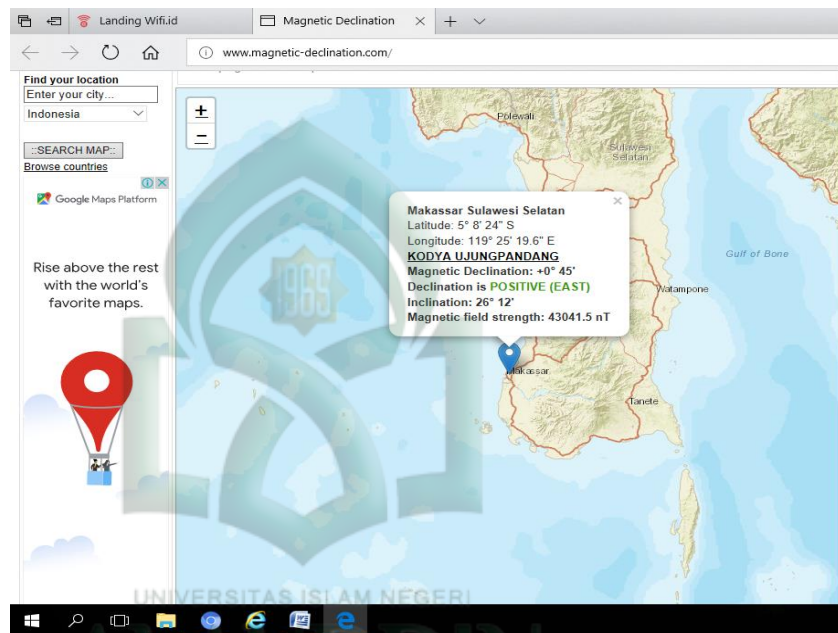 Landing Wifi.id
Magnetic Declination
www.magnetic-declination.com/
Find your location
Enter your city...
Indonesia
::SEARCH MAP::
Browse countries
Google Maps Platform
Rise above the rest
with the world's
favorite maps.
+
−
Polewali
Sulawesi
Selatan
Makassar Sulawesi Selatan
Latitude: 5° 8' 24" S
Longitude: 119° 25' 19.6" E
KODYA UJUNGPANDANG
Magnetic Declination: +0° 45'
Declination is POSITIVE (EAST)
Inclination: 26° 12'
Magnetic field strength: 43041.5 nT
Gulf of Bone
Watampone
Makassar
Tanete
1965
UNIVERSITAS ISLAM NEGERI